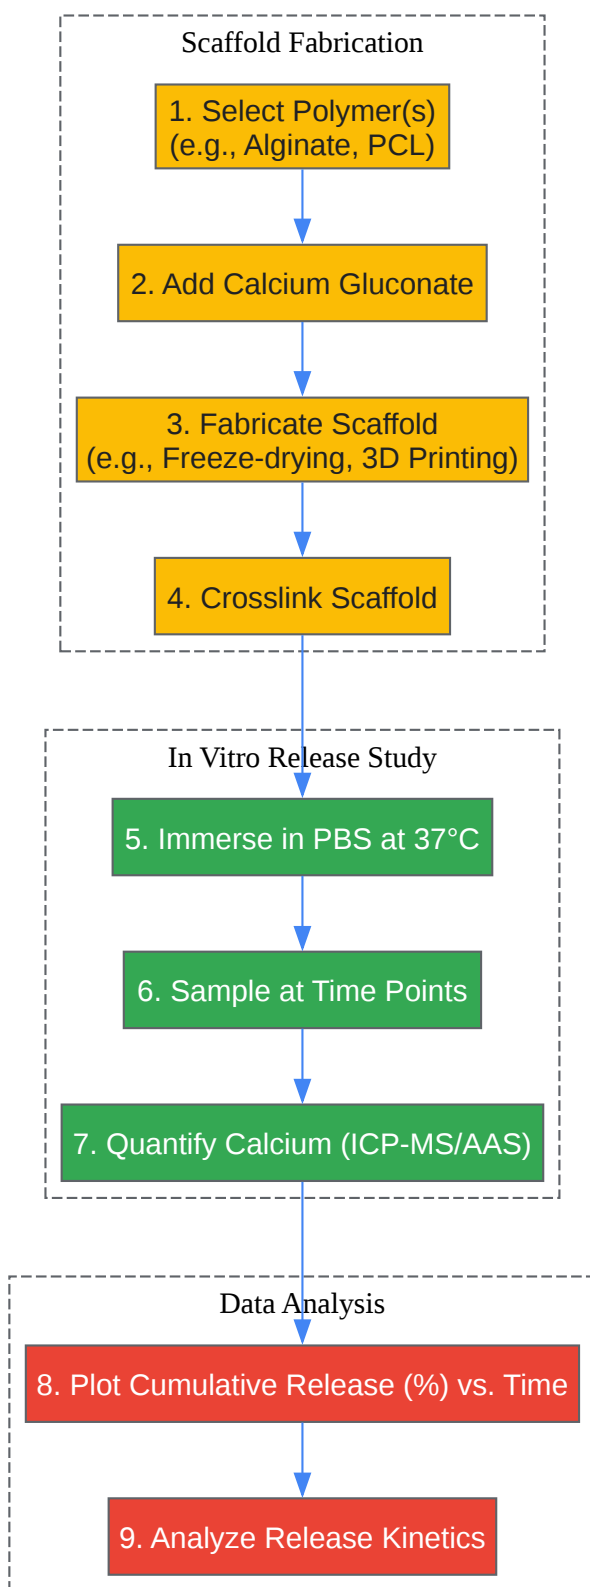 Scaffold Fabrication
1. Select Polymer(s)
(e.g., Alginate, PCL)
2. Add Calcium Gluconate
3. Fabricate Scaffold
(e.g., Freeze-drying, 3D Printing)
4. Crosslink Scaffold
In Vitro Release Study
5. Immerse in PBS at 37°C
6. Sample at Time Points
7. Quantify Calcium (ICP-MS/AAS)
Data Analysis
8. Plot Cumulative Release (%) vs. Time
9. Analyze Release Kinetics